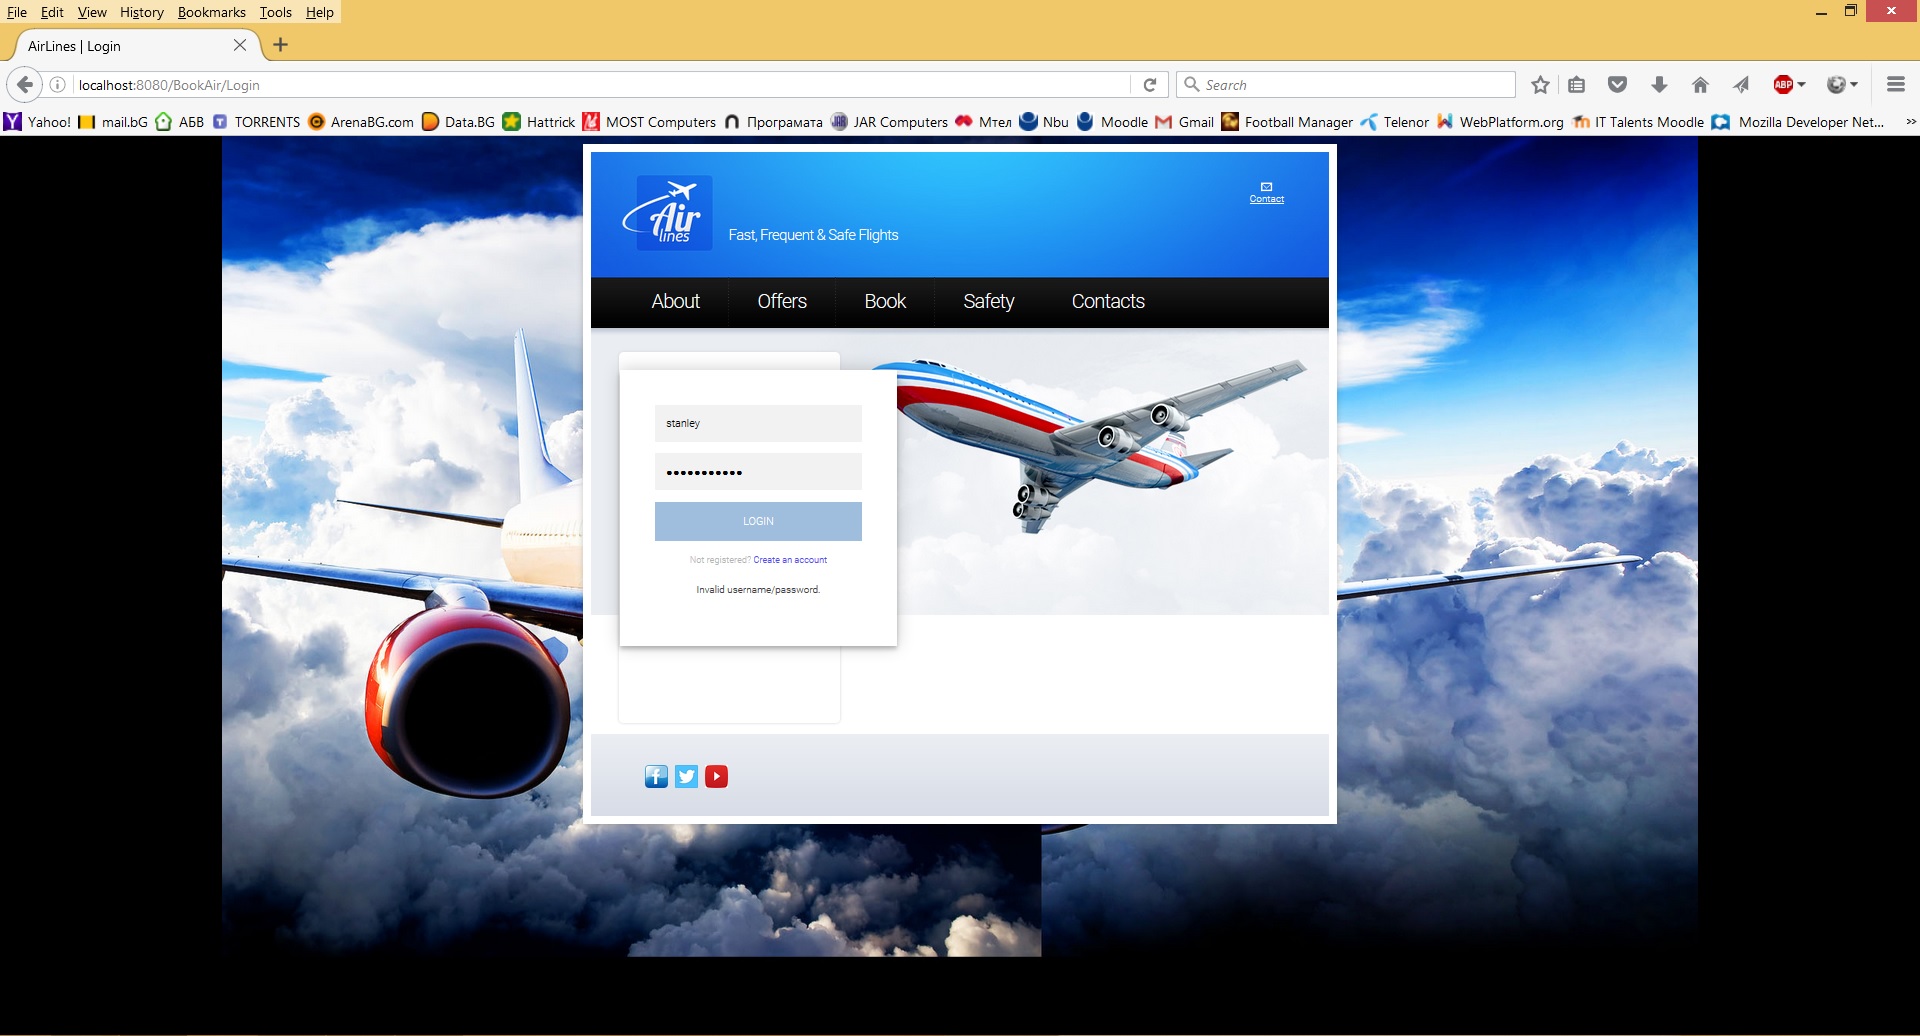 File Edit View History Bookmarks Tools Help
AirLines | Login
localhost:8080/BookAir/Login
Search
ABP
Yahoo! mail.bG ABB TORRENTS ArenaBG.com Data.BG Hattrick MOST Computers Програмата JAR Computers Мтел Nbu Moodle Gmail Football Manager Telenor WebPlatform.org IT Talents Moodle Mozilla Developer Net...
Air
lines
Fast, Frequent & Safe Flights
Contact
About Offers Book Safety Contacts
stanley
LOGIN
Not registered? Create an account
Invalid username/password.